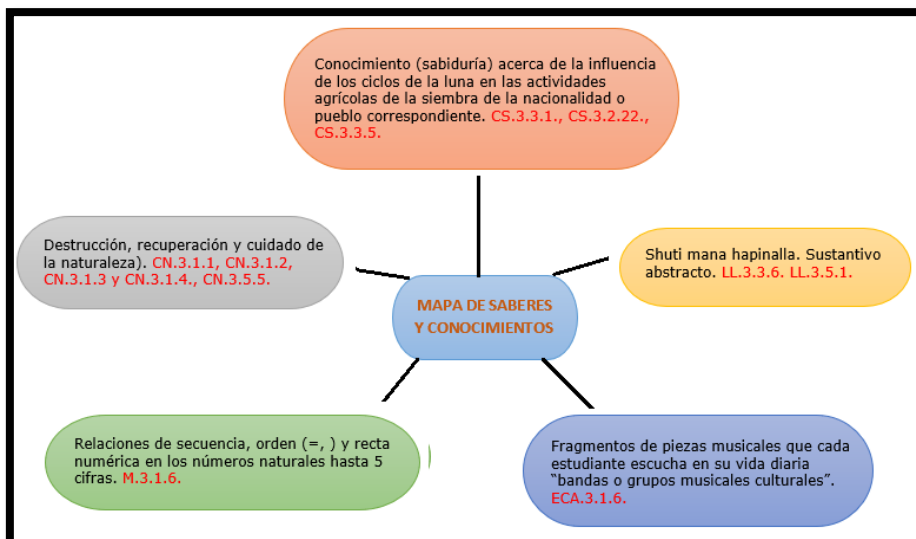 Conocimiento (sabiduría) acerca de la influencia
de los ciclos de la luna en las actividades
agrícolas de la siembra de la nacionalidad o
pueblo correspondiente. CS.3.3.1., CS.3.2.22.,
CS.3.3.5.
Destrucción, recuperación y cuidado de
la naturaleza). CN.3.1.1, CN.3.1.2,
CN.3.1.3 y CN.3.1.4., CN.3.5.5.
Shuti mana hapinalla. Sustantivo
abstracto. LL.3.3.6. LL.3.5.1.
MAPA DE SABERES
Y CONOCIMIENTOS
Relaciones de secuencia, orden (=, ) y recta
numérica en los números naturales hasta 5
cifras. M.3.1.6.
Fragmentos de piezas musicales que cada
estudiante escucha en su vida diaria
“bandas o grupos musicales culturales”.
ECA.3.1.6.